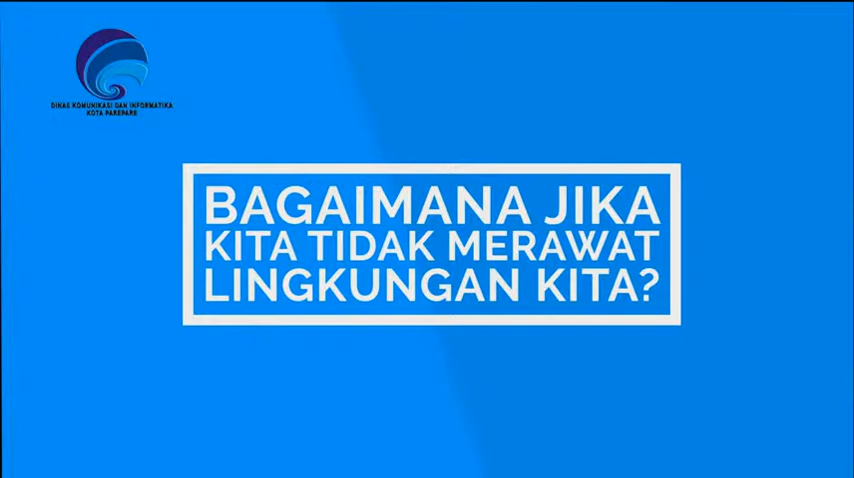 DINAS KOMUNIKASI DAN INFORMATIKA
KOTA PAREPARE
BAGAIMANA JIKA
KITA TIDAK MERAWAT
LINGKUNGAN KITA?